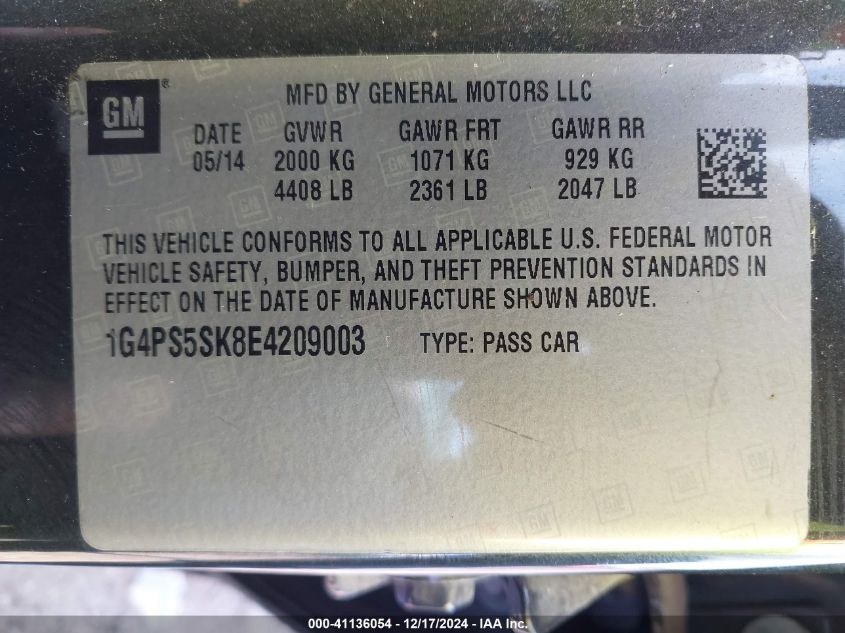 GM ®
MFD BY GENERAL MOTORS LLC
DATE GVWR GAWR FRT GAWR RR
05/14 2000 KG 1071 KG 929 KG
4408 LB 2361 LB 2047 LB
THIS VEHICLE CONFORMS TO ALL APPLICABLE U.S. FEDERAL MOTOR
VEHICLE SAFETY, BUMPER, AND THEFT PREVENTION STANDARDS IN
EFFECT ON THE DATE OF MANUFACTURE SHOWN ABOVE.
1G4PS5SK8E4209003 TYPE: PASS CAR
000-41136054 - 12/17/2024 - IAA Inc.